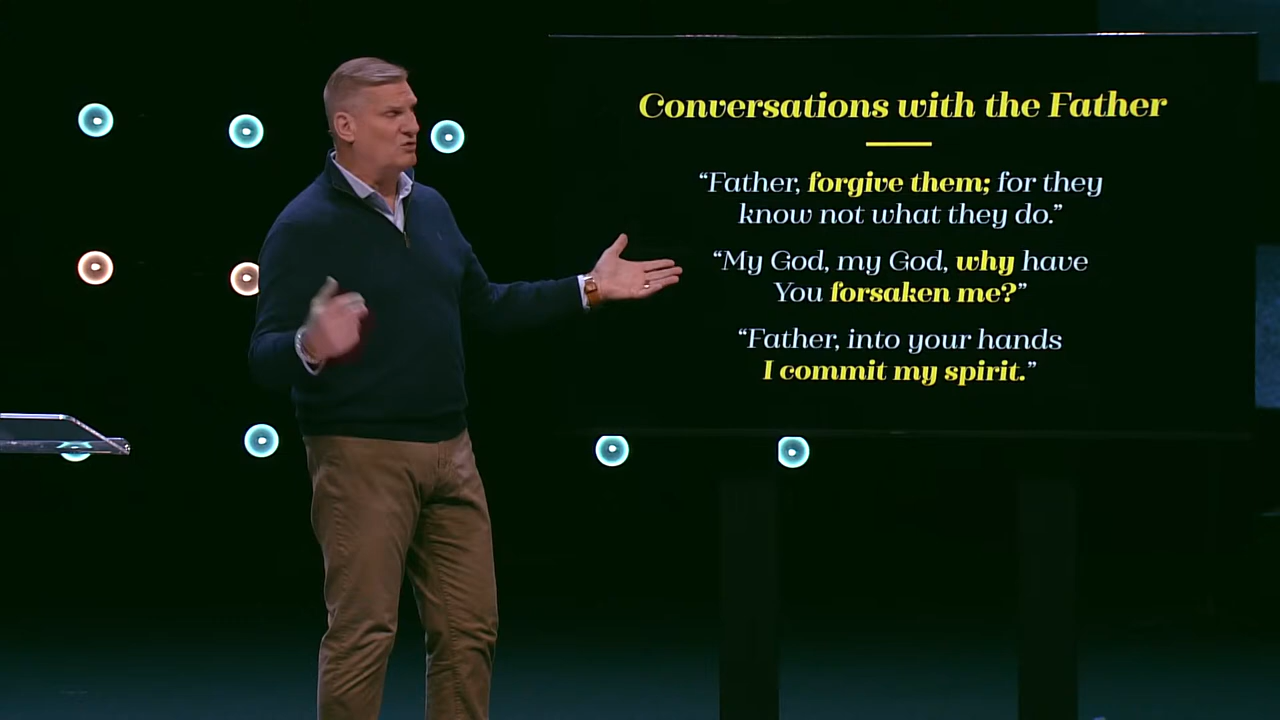 Conversations with the Father
“Father, forgive them; for they
know not what they do.”
“My God, my God, why have
You forsaken me?”
“Father, into your hands
I commit my spirit.”